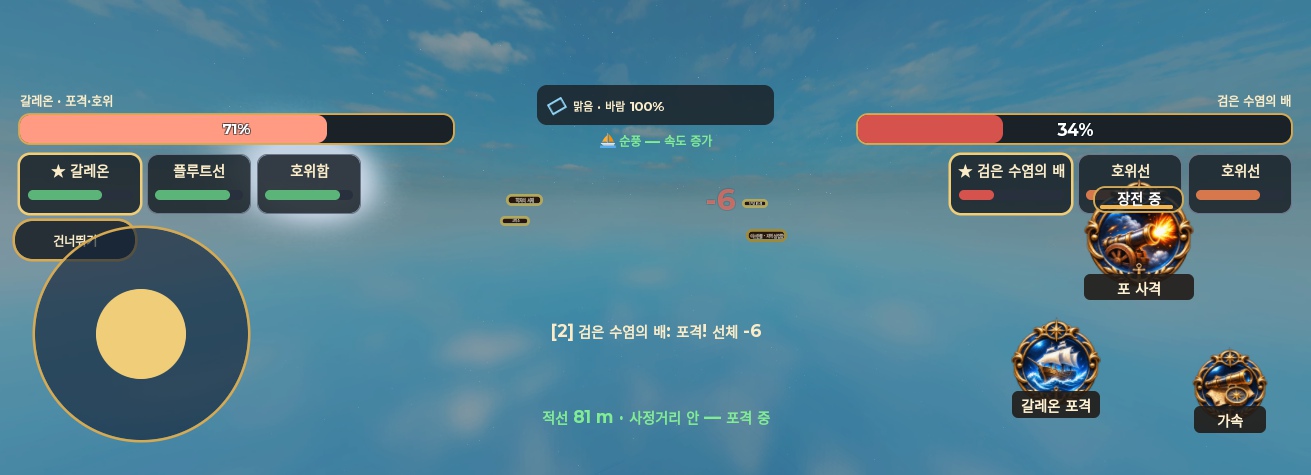 갈레온 · 포격·호위
71%
★ 갈레온
플루트선
호위함
건너뛰기
맑음 · 바람 100%
순풍 — 속도 증가
검은 수염의 배
34%
★ 검은 수염의 배
호위선
호위선
장전 중
포 사격
-6
[2] 검은 수염의 배: 포격! 선체 -6
적선 81 m · 사정거리 안 — 포격 중
갈레온 포격
가속